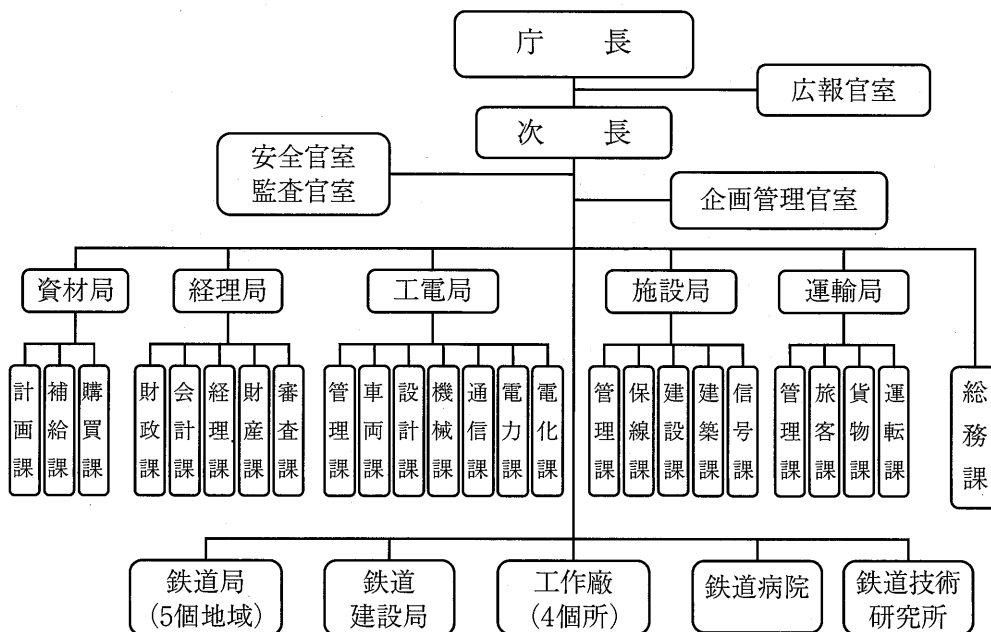 庁　長
広報官室
次　長
安全官室
監査官室
企画管理官室
資材局
経理局
工電局
施設局
運輸局
計画課
補給課
購買課
財政課
会計課
経理課
財産課
審査課
管理課
車両課
設計課
機械課
通信課
電力課
電化課
管理課
保線課
建設課
建築課
信号課
管理課
旅客課
貨物課
運転課
総務課
鉄道局
(5個地域)
鉄道
建設局
工作廠
(4個所)
鉄道病院
鉄道技術
研究所